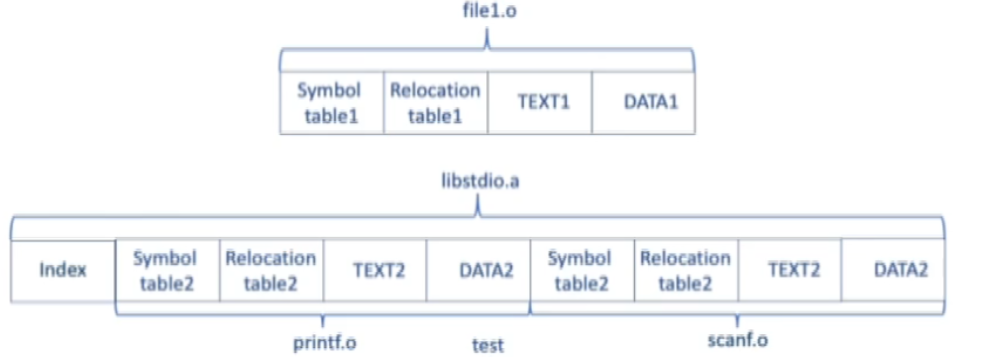 file1.o
Symbol Relocation TEXT1 DATA1
table1 table1
libstdio.a
Index Symbol Relocation TEXT2 DATA2 Symbol Relocation TEXT2 DATA2
table2 table2 table2 table2
printf.o test scanf.o